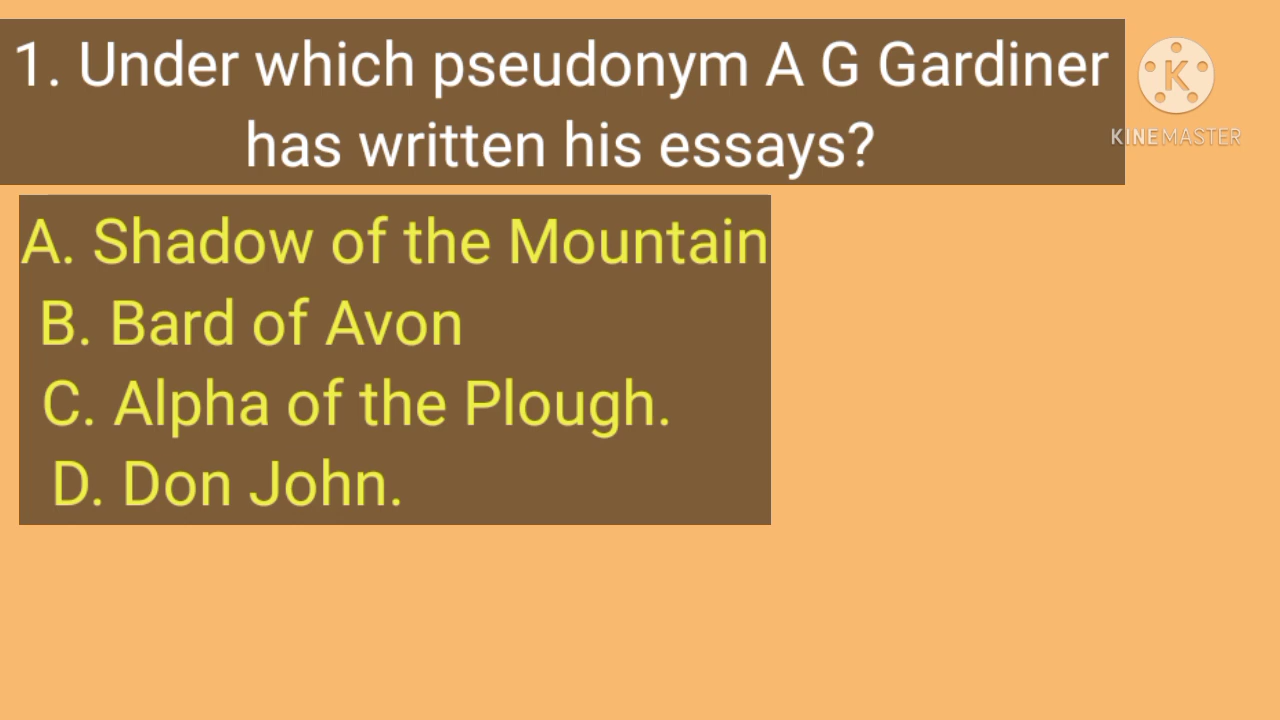 1. Under which pseudonym A G Gardiner
has written his essays?
KINEMASTER
A. Shadow of the Mountain
B. Bard of Avon
C. Alpha of the Plough.
D. Don John.